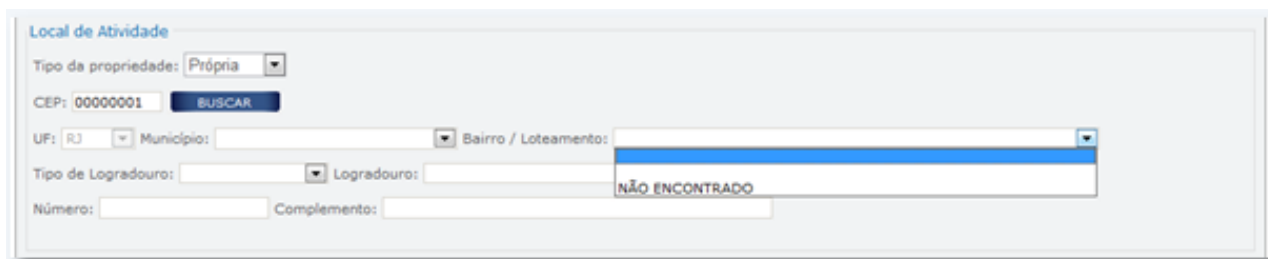 Local de Atividade
Tipo da propriedade: Própria
CEP: 00000001 BUSCAR
UF: RJ Município: Bairro / Loteamento:
Tipo de Logradouro: Logradouro:
NÃO ENCONTRADO
Número: Complemento: